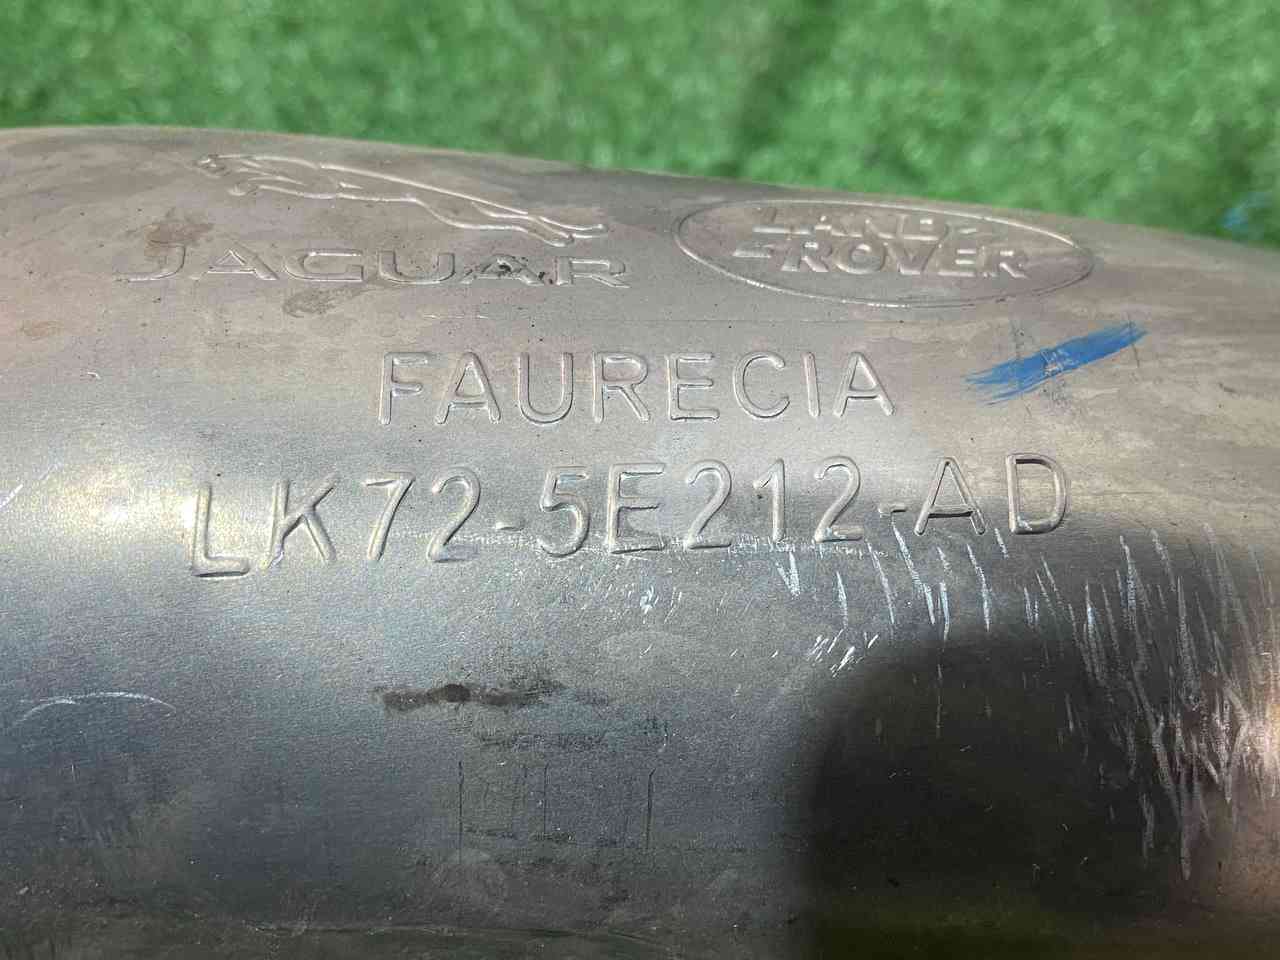 JAGUAR
LAND
ROVER
FAURECIA
LK72-5E212-AD